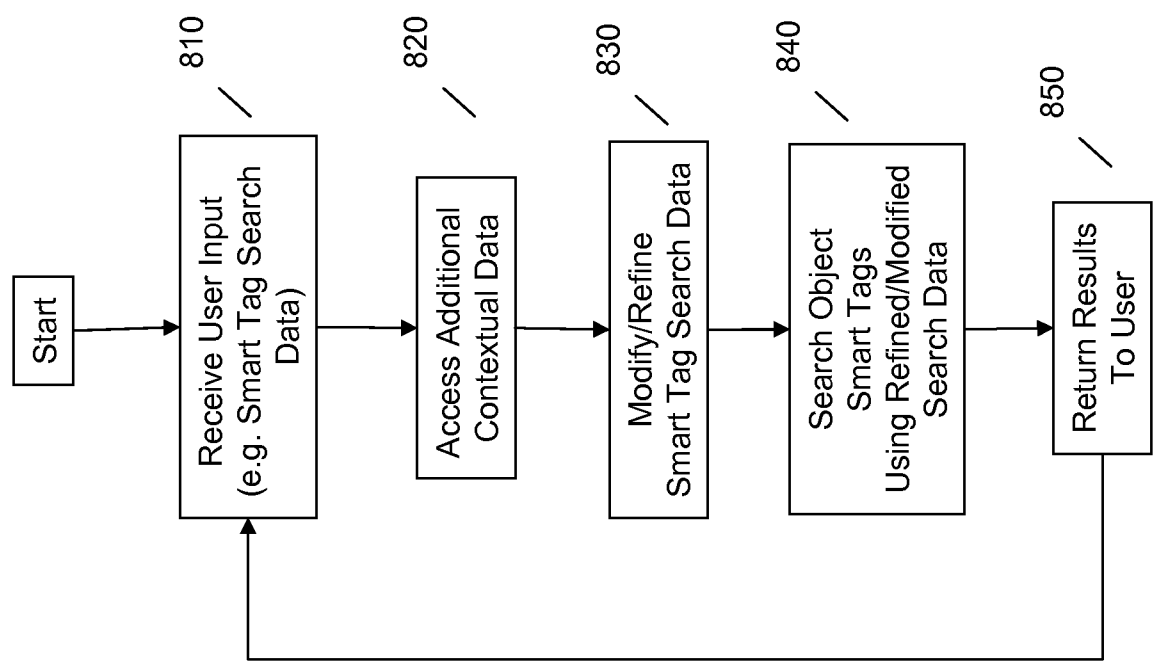 Start
810
Receive User Input
(e.g. Smart Tag Search
Data)
820
Access Additional
Contextual Data
830
Modify/Refine
Smart Tag Search Data
840
Search Object
Smart Tags
Using Refined/Modified
Search Data
850
Return Results
To User